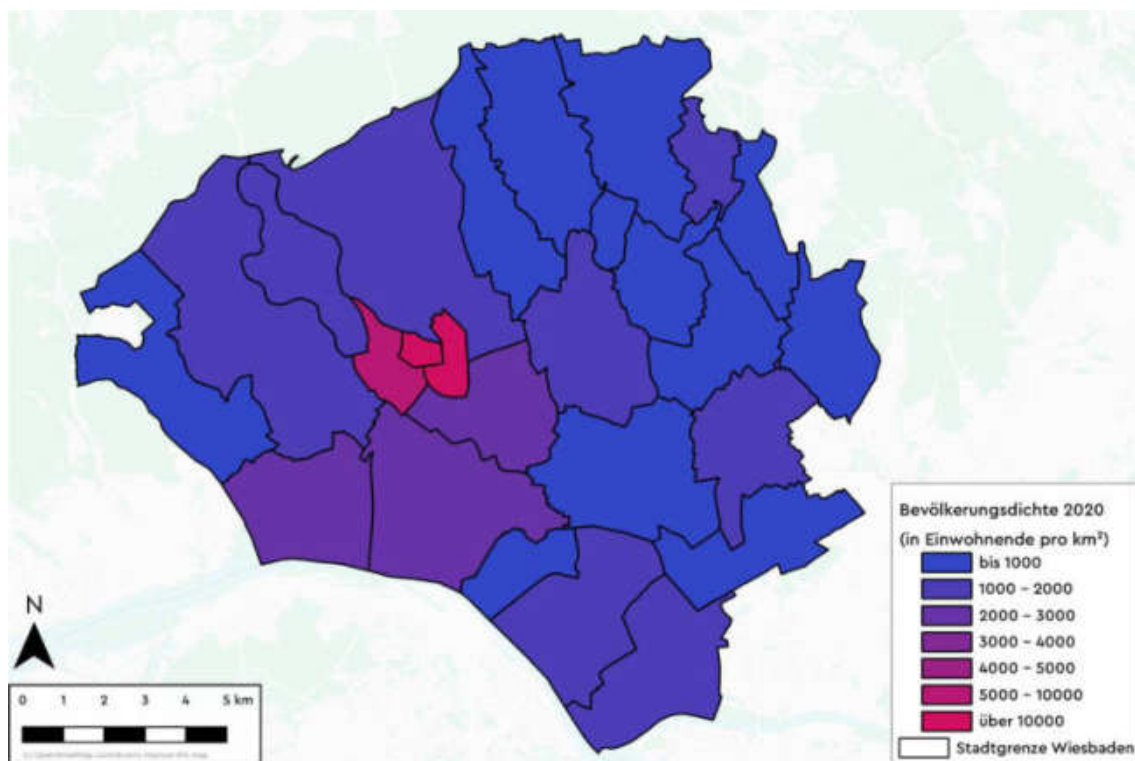 Bevölkerungsdichte 2020
(in Einwohnende pro km²)
bis 1000
1000 – 2000
2000 – 3000
3000 – 4000
4000 – 5000
5000 – 10000
über 10000
Stadtgrenze Wiesbaden
N
0 1 2 3 4 5 km